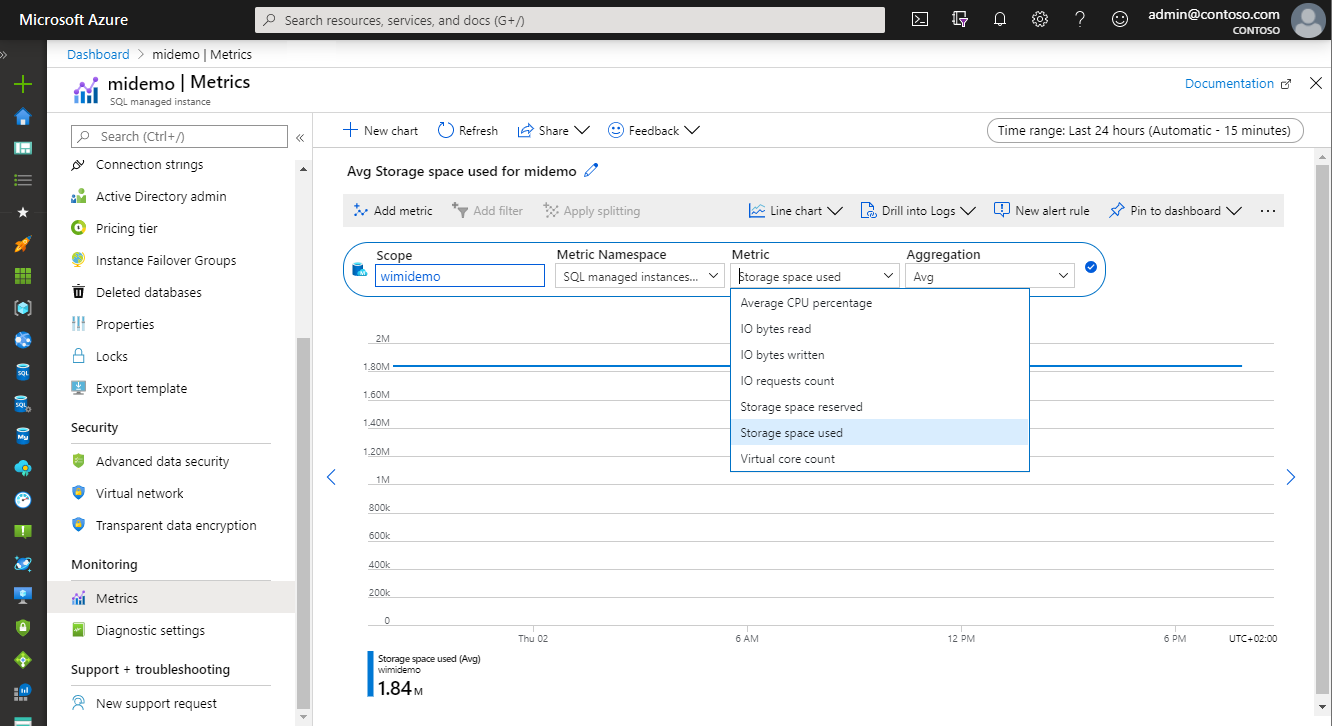 Microsoft Azure
Search resources, services, and docs (G+/)
admin@contoso.com
CONTOSO
Dashboard > midemo | Metrics
midemo | Metrics
SQL managed instance
Documentation
Search (Ctrl+/)
Connection strings
Active Directory admin
Pricing tier
Instance Failover Groups
Deleted databases
Properties
Locks
Export template
Security
Advanced data security
Virtual network
Transparent data encryption
Monitoring
Metrics
Diagnostic settings
Support + troubleshooting
New support request
New chart
Refresh
Share
Feedback
Time range: Last 24 hours (Automatic - 15 minutes)
Avg Storage space used for midemo
Add metric
Add filter
Apply splitting
Line chart
Drill into Logs
New alert rule
Pin to dashboard
Scope
wimidemo
Metric Namespace
SQL managed instances...
Metric
Storage space used
Aggregation
Avg
Average CPU percentage
IO bytes read
IO bytes written
IO requests count
Storage space reserved
Storage space used
Virtual core count
2M
1.80M
1.60M
1.40M
1.20M
1M
800k
600k
400k
200k
0
Thu 02
6 AM
12 PM
6 PM
UTC+02:00
Storage space used (Avg)
wimidemo
1.84 M